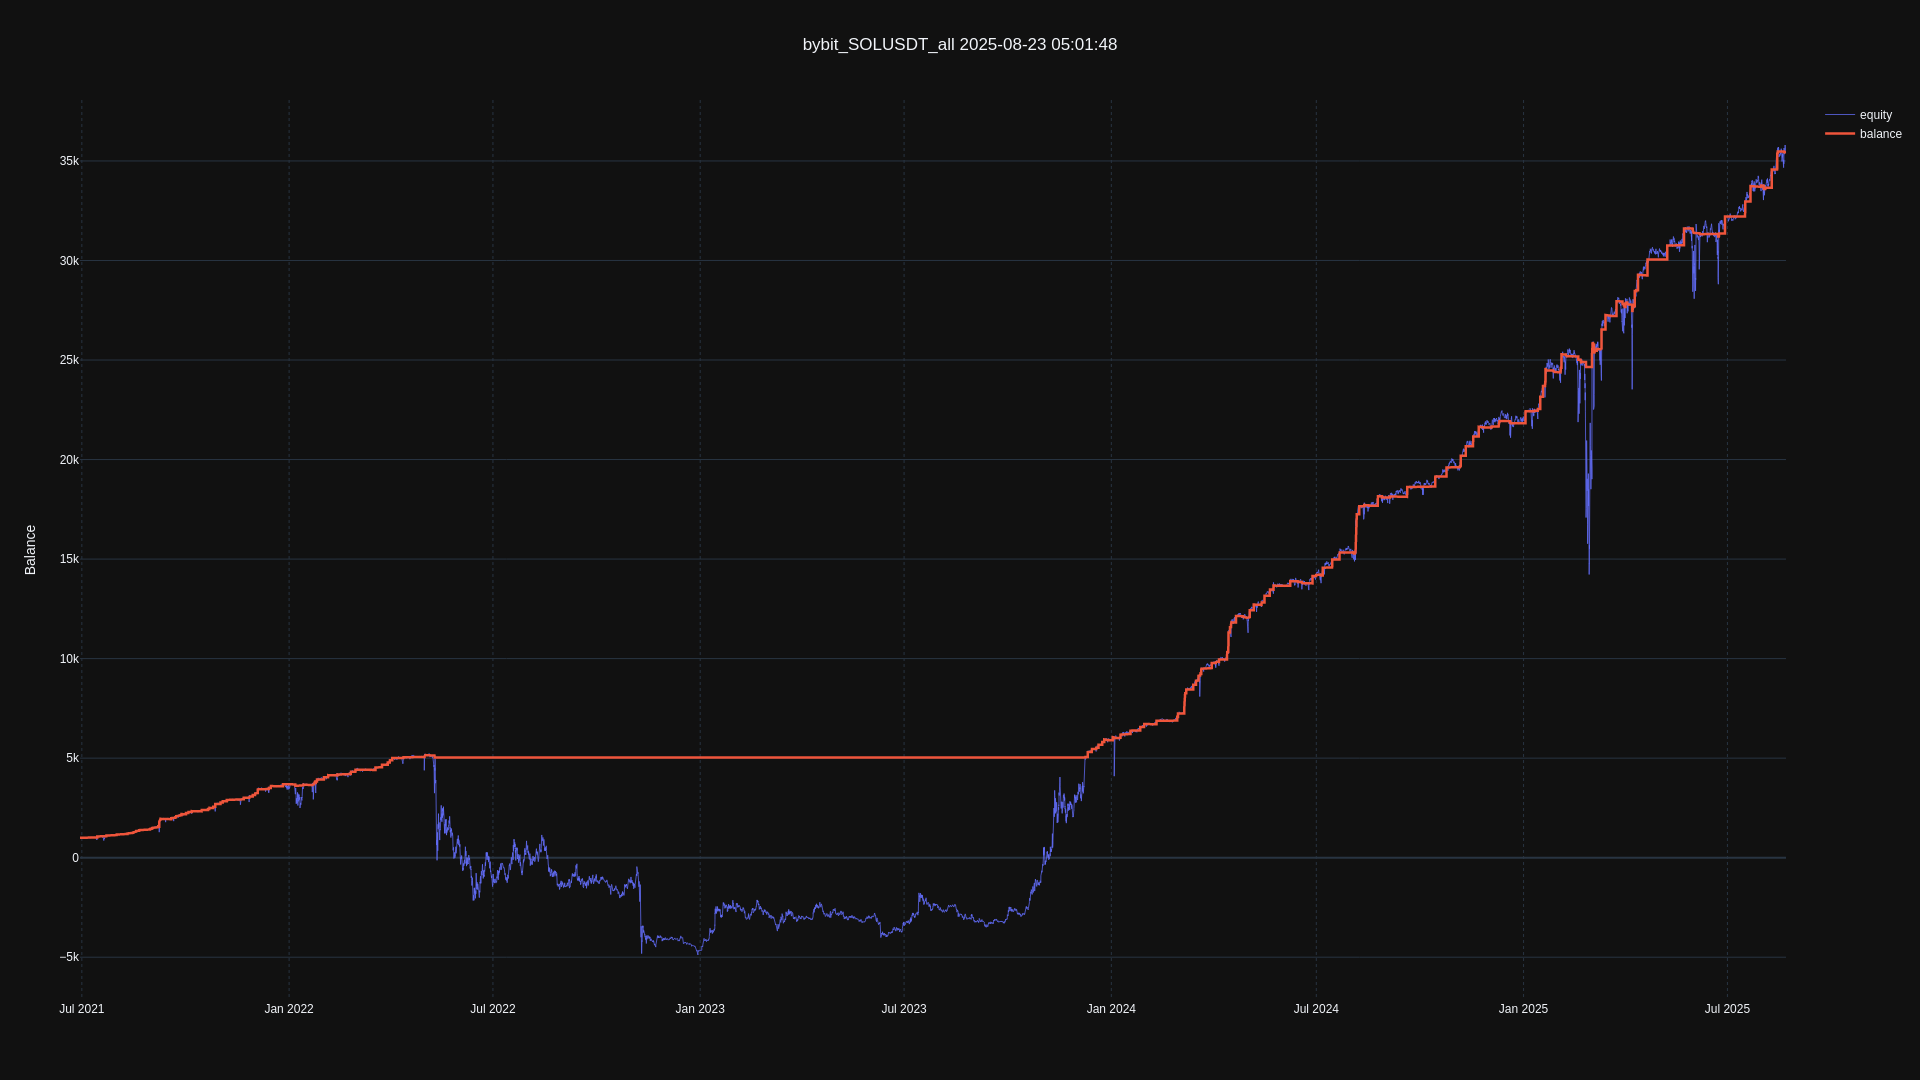 bybit_SOLUSDT_all 2025-08-23 05:01:48
equity
balance
35k
30k
25k
20k
15k
10k
5k
0
−5k
Balance
Jul 2021
Jan 2022
Jul 2022
Jan 2023
Jul 2023
Jan 2024
Jul 2024
Jan 2025
Jul 2025